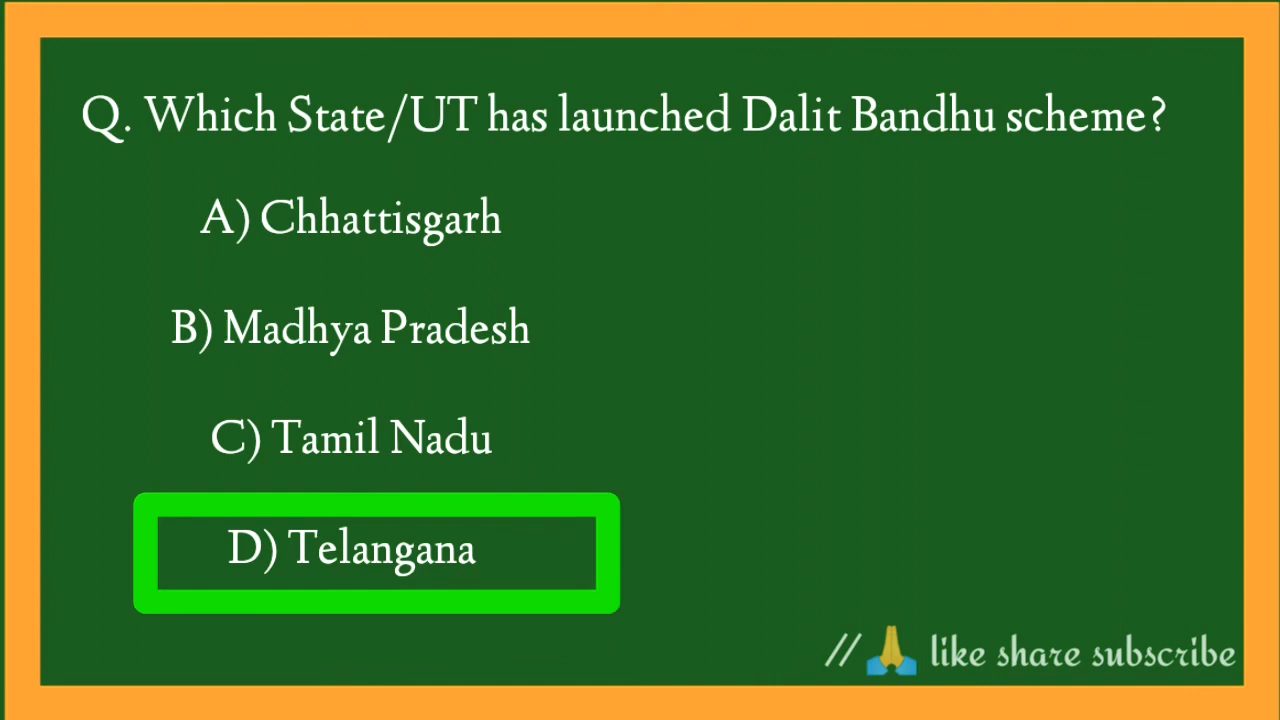 Q. Which State/UT has launched Dalit Bandhu scheme?
A) Chhattisgarh
B) Madhya Pradesh
C) Tamil Nadu
D) Telangana
// 🙏 like share subscribe